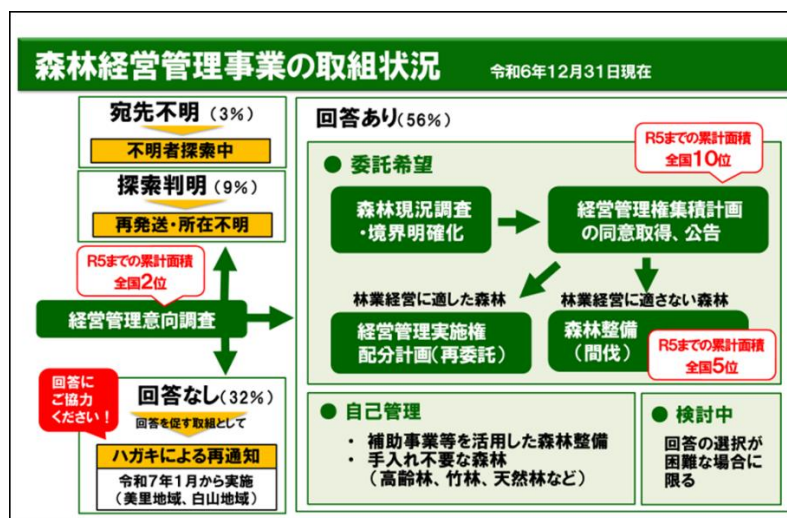 森林経営管理事業の取組状況 令和6年12月31日現在
宛先不明(3%)
不明者探索中
探索判明(9%)
再発送・所在不明
R5までの累計面積
全国2位
経営管理意向調査
回答に
ご協力
ください！
回答なし(32%)
回答を促す取組として
ハガキによる再通知
令和7年1月から実施
(美里地域、白山地域)
回答あり(56%)
R5までの累計面積
全国10位
● 委託希望
森林現況調査
・境界明確化
経営管理権集積計画
の同意取得、公告
林業経営に適した森林
経営管理実施権
配分計画(再委託)
林業経営に適さない森林
森林整備
(間伐)
R5までの累計面積
全国5位
● 自己管理
・ 補助事業等を活用した森林整備
・ 手入れ不要な森林
(高齢林、竹林、天然林など)
● 検討中
回答の選択が
困難な場合に
限る